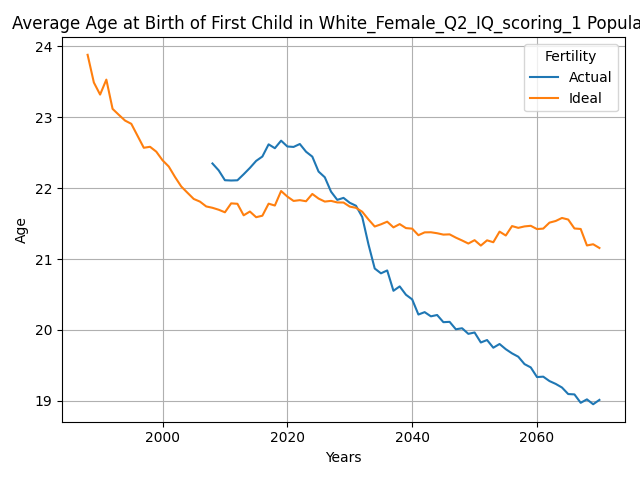 Average Age at Birth of First Child in White_Female_Q2_IQ_scoring_1 Popula
24
23
22
21
20
19
Age
2000 2020 2040 2060
Years
Fertility
Actual
Ideal